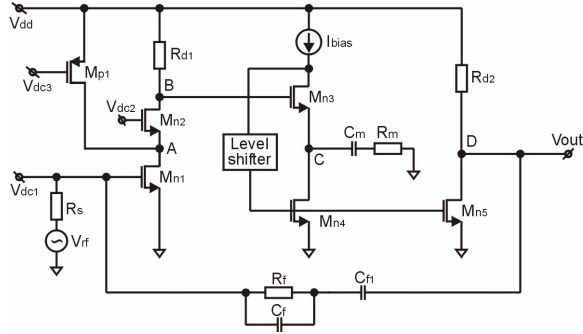 Vdd
Rd1
Ibias
Rd2
Vdc3
Mp1
B
Vdc2
Mn2
Mn3
A
Level
shifter
C
Cm
Rm
D
Vout
Vdc1
Mn1
Rs
Vrf
Mn4
Mn5
Rf
Cf1
Cf